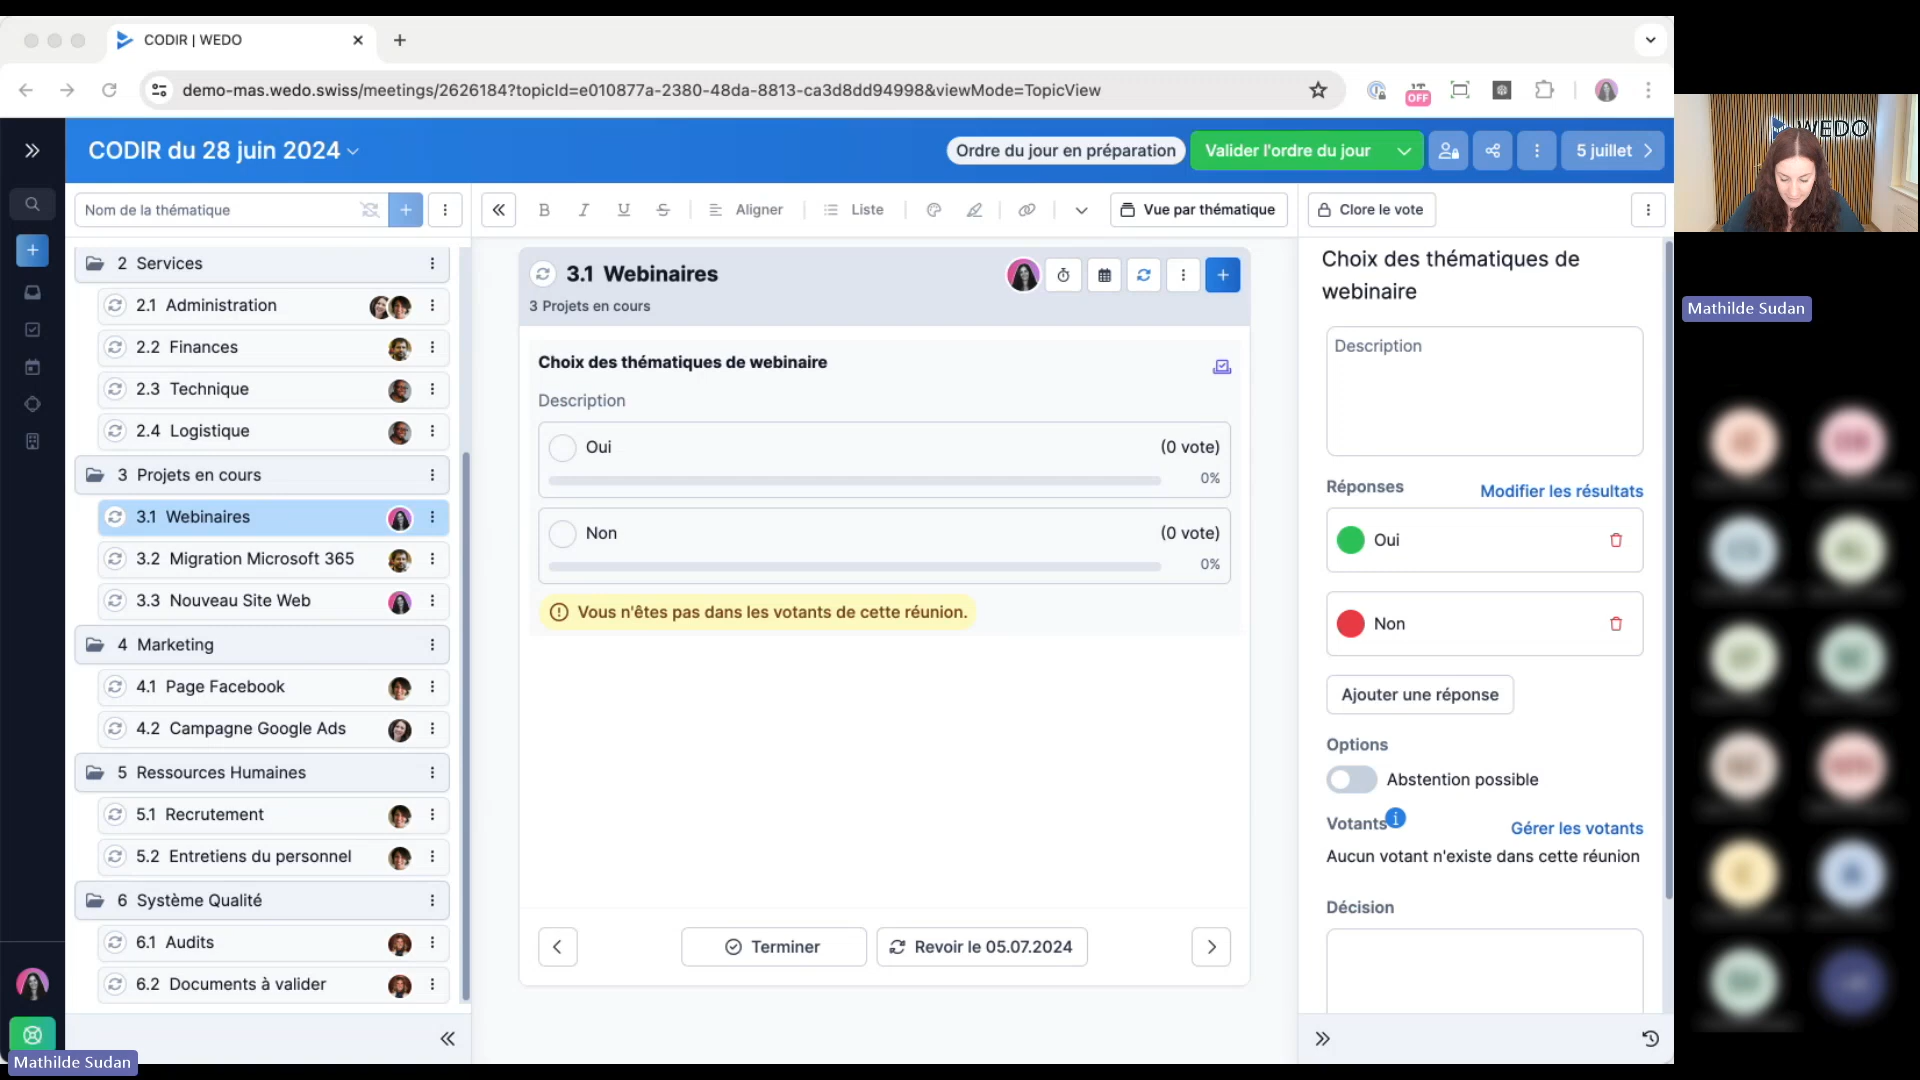 CODIR | WEDO
demo-mas.wedo.swiss/meetings/2626184?topicId=e010877a-2380-48da-8813-ca3d8dd94998&viewMode=TopicView
OFF
CODIR du 28 juin 2024
Ordre du jour en préparation
Valider l'ordre du jour
5 juillet
Nom de la thématique
B I U S
Aligner
Liste
Vue par thématique
Clore le vote
2 Services
2.1 Administration
2.2 Finances
2.3 Technique
2.4 Logistique
3 Projets en cours
3.1 Webinaires
3.2 Migration Microsoft 365
3.3 Nouveau Site Web
4 Marketing
4.1 Page Facebook
4.2 Campagne Google Ads
5 Ressources Humaines
5.1 Recrutement
5.2 Entretiens du personnel
6 Système Qualité
6.1 Audits
6.2 Documents à valider
3.1 Webinaires
3 Projets en cours
Choix des thématiques de webinaire
Description
Oui
(0 vote)
0%
Non
(0 vote)
0%
Vous n'êtes pas dans les votants de cette réunion.
Terminer
Revoir le 05.07.2024
Choix des thématiques de
webinaire
Description
Réponses
Modifier les résultats
Oui
Non
Ajouter une réponse
Options
Abstention possible
Votants
Gérer les votants
Aucun votant n'existe dans cette réunion
Décision
WEDO
Mathilde Sudan
Mathilde Sudan